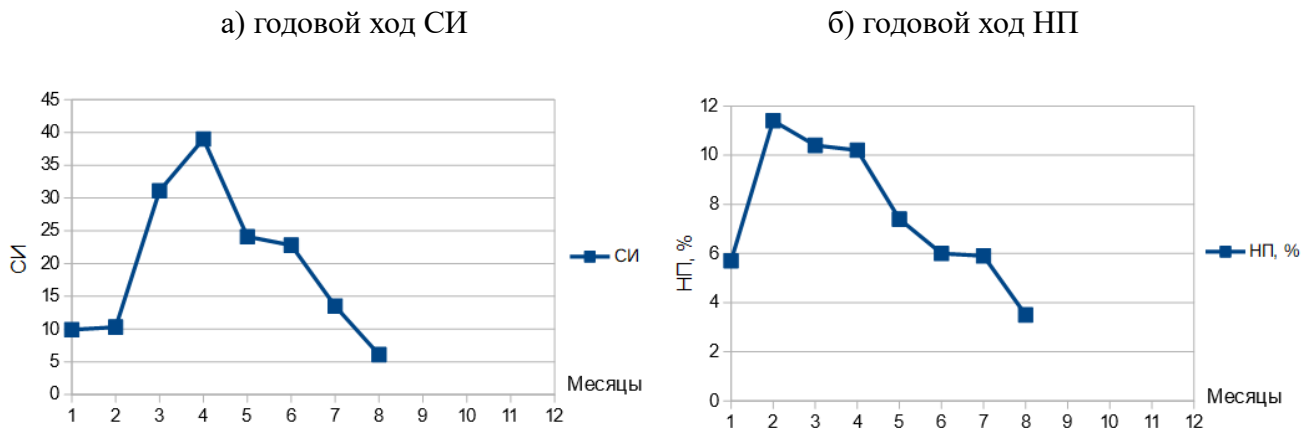 а) годовой ход СИ
б) годовой ход НП
45
40
35
30
25
20
15
10
5
0
СИ
1 2 3 4 5 6 7 8 9 10 11 12
Месяцы
СИ
12
10
8
6
4
2
0
НП, %
1 2 3 4 5 6 7 8 9 10 11 12
Месяцы
НП, %